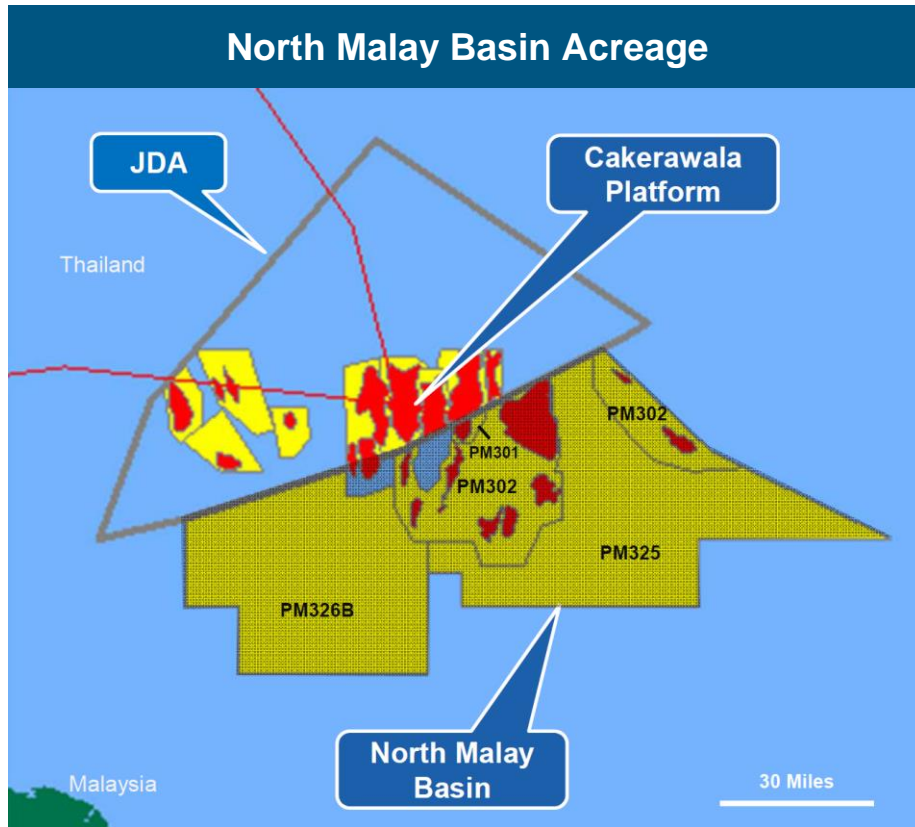 North Malay Basin Acreage
JDA
Cakerawala
Platform
Thailand
PM302
PM301
PM302
PM325
PM326B
North Malay
Basin
Malaysia
30 Miles